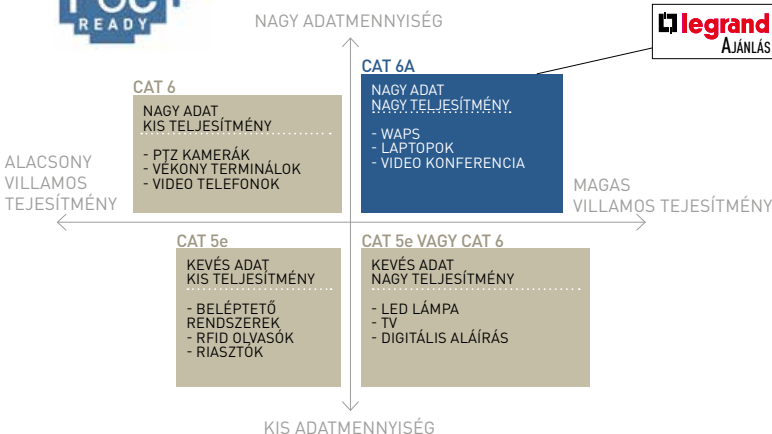 READY
NAGY ADATMENNYISÉG
legrand
AJÁNLÁS
CAT 6
NAGY ADAT
KIS TELJESÍTMÉNY
- PTZ KAMERÁK
- VÉKONY TERMINÁLOK
- VIDEO TELEFONOK
CAT 6A
NAGY ADAT
NAGY TELJESÍTMÉNY
- WAPS
- LAPTOPOK
- VIDEO KONFERENCIA
ALACSONY
VILLAMOS
TEJESÍTMÉNY
MAGAS
VILLAMOS TEJESÍTMÉNY
CAT 5e
KEVÉS ADAT
KIS TELJESÍTMÉNY
- BELÉPTETŐ
RENDSZEREK
- RFID OLVASÓK
- RIASZTÓK
CAT 5e VAGY CAT 6
KEVÉS ADAT
NAGY TELJESÍTMÉNY
- LED LÁMPA
- TV
- DIGITÁLIS ALÁÍRÁS
KIS ADATMENNYISÉG